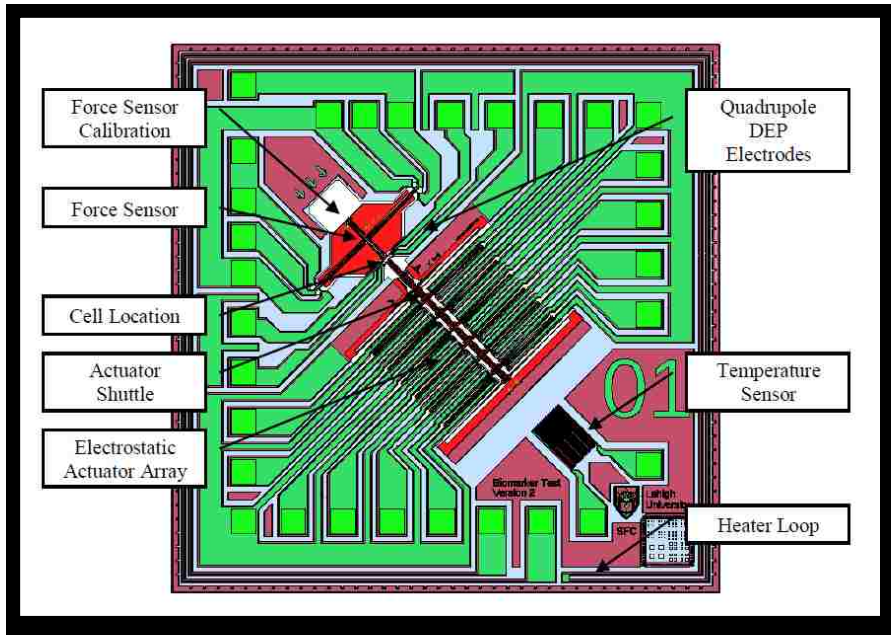 Force Sensor
Calibration
Force Sensor
Cell Location
Actuator
Shuttle
Electrostatic
Actuator Array
Quadrupole
DEP
Electrodes
Temperature
Sensor
Heater Loop
01
Biomarker Test
Version 2
Lehigh
University
SFC